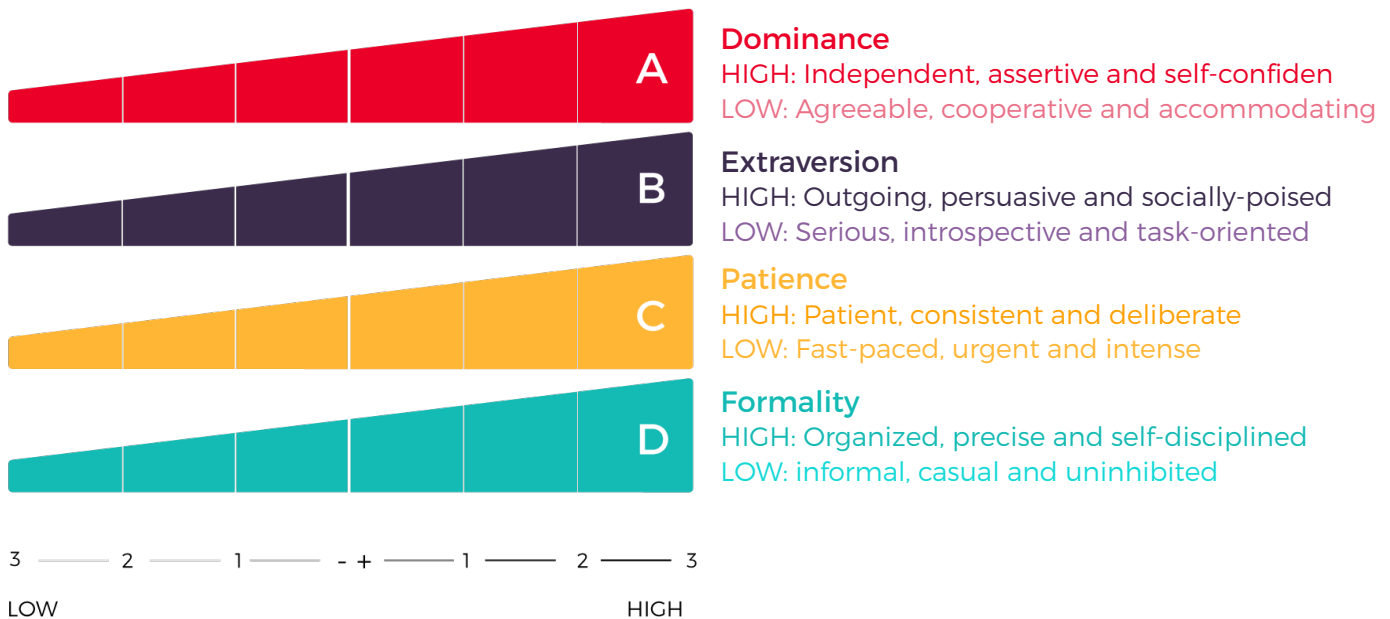 A
Dominance
HIGH: Independent, assertive and self-confiden
LOW: Agreeable, cooperative and accommodating
B
Extraversion
HIGH: Outgoing, persuasive and socially-poised
LOW: Serious, introspective and task-oriented
C
Patience
HIGH: Patient, consistent and deliberate
LOW: Fast-paced, urgent and intense
D
Formality
HIGH: Organized, precise and self-disciplined
LOW: informal, casual and uninhibited
3 2 1 - + 1 2 3
LOW HIGH